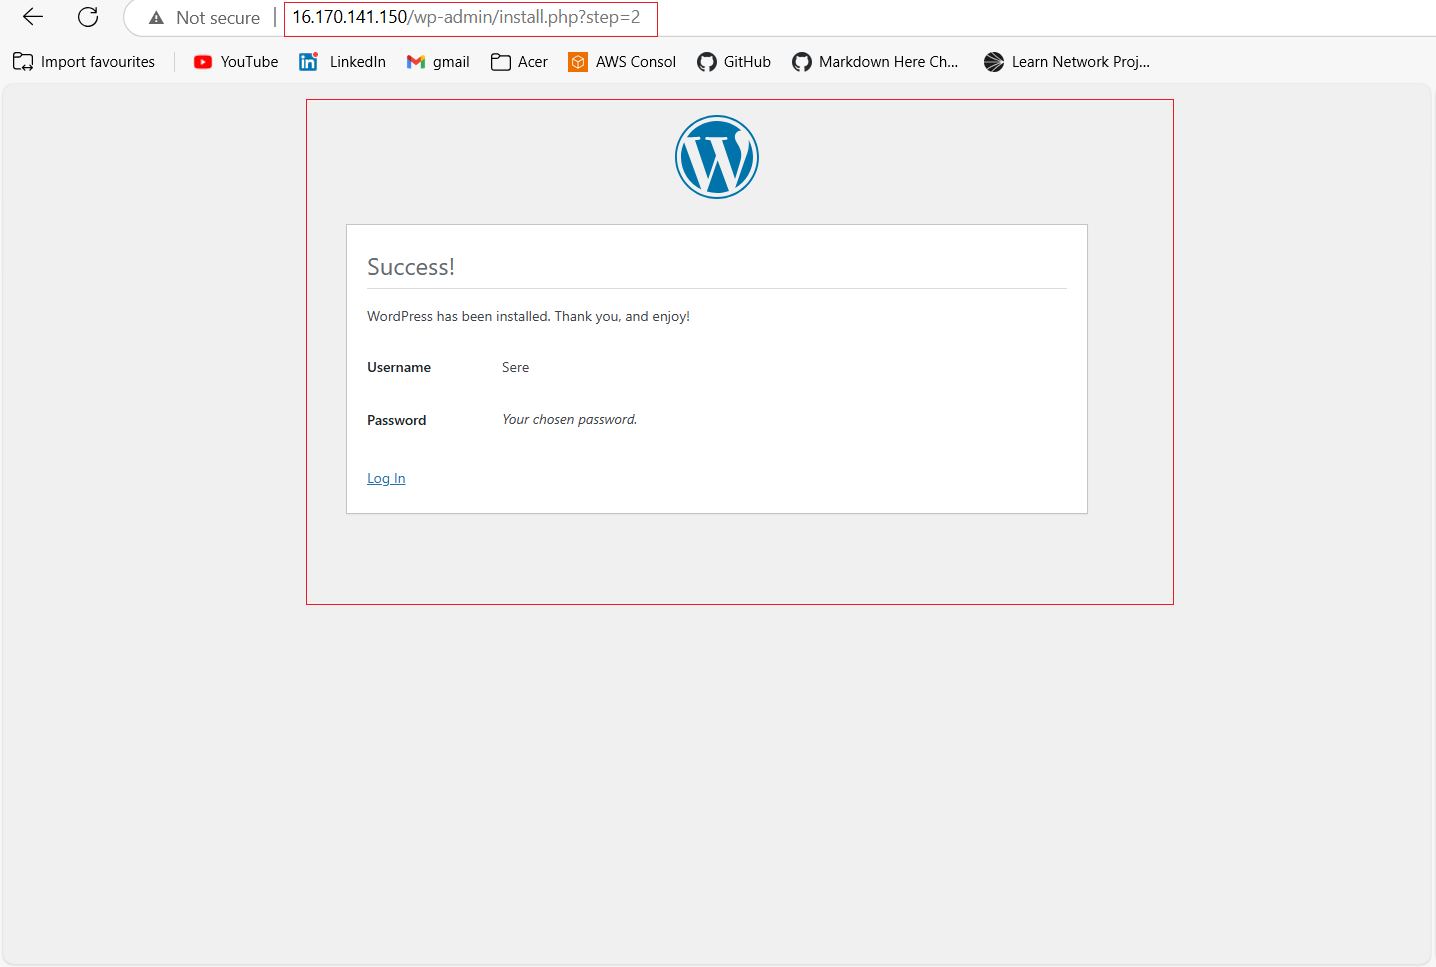 Not secure | 16.170.141.150/wp-admin/install.php?step=2
Import favourites YouTube LinkedIn gmail Acer AWS Consol GitHub Markdown Here Ch... Learn Network Proj...
Success!
WordPress has been installed. Thank you, and enjoy!
Username Sere
Password Your chosen password.
Log In